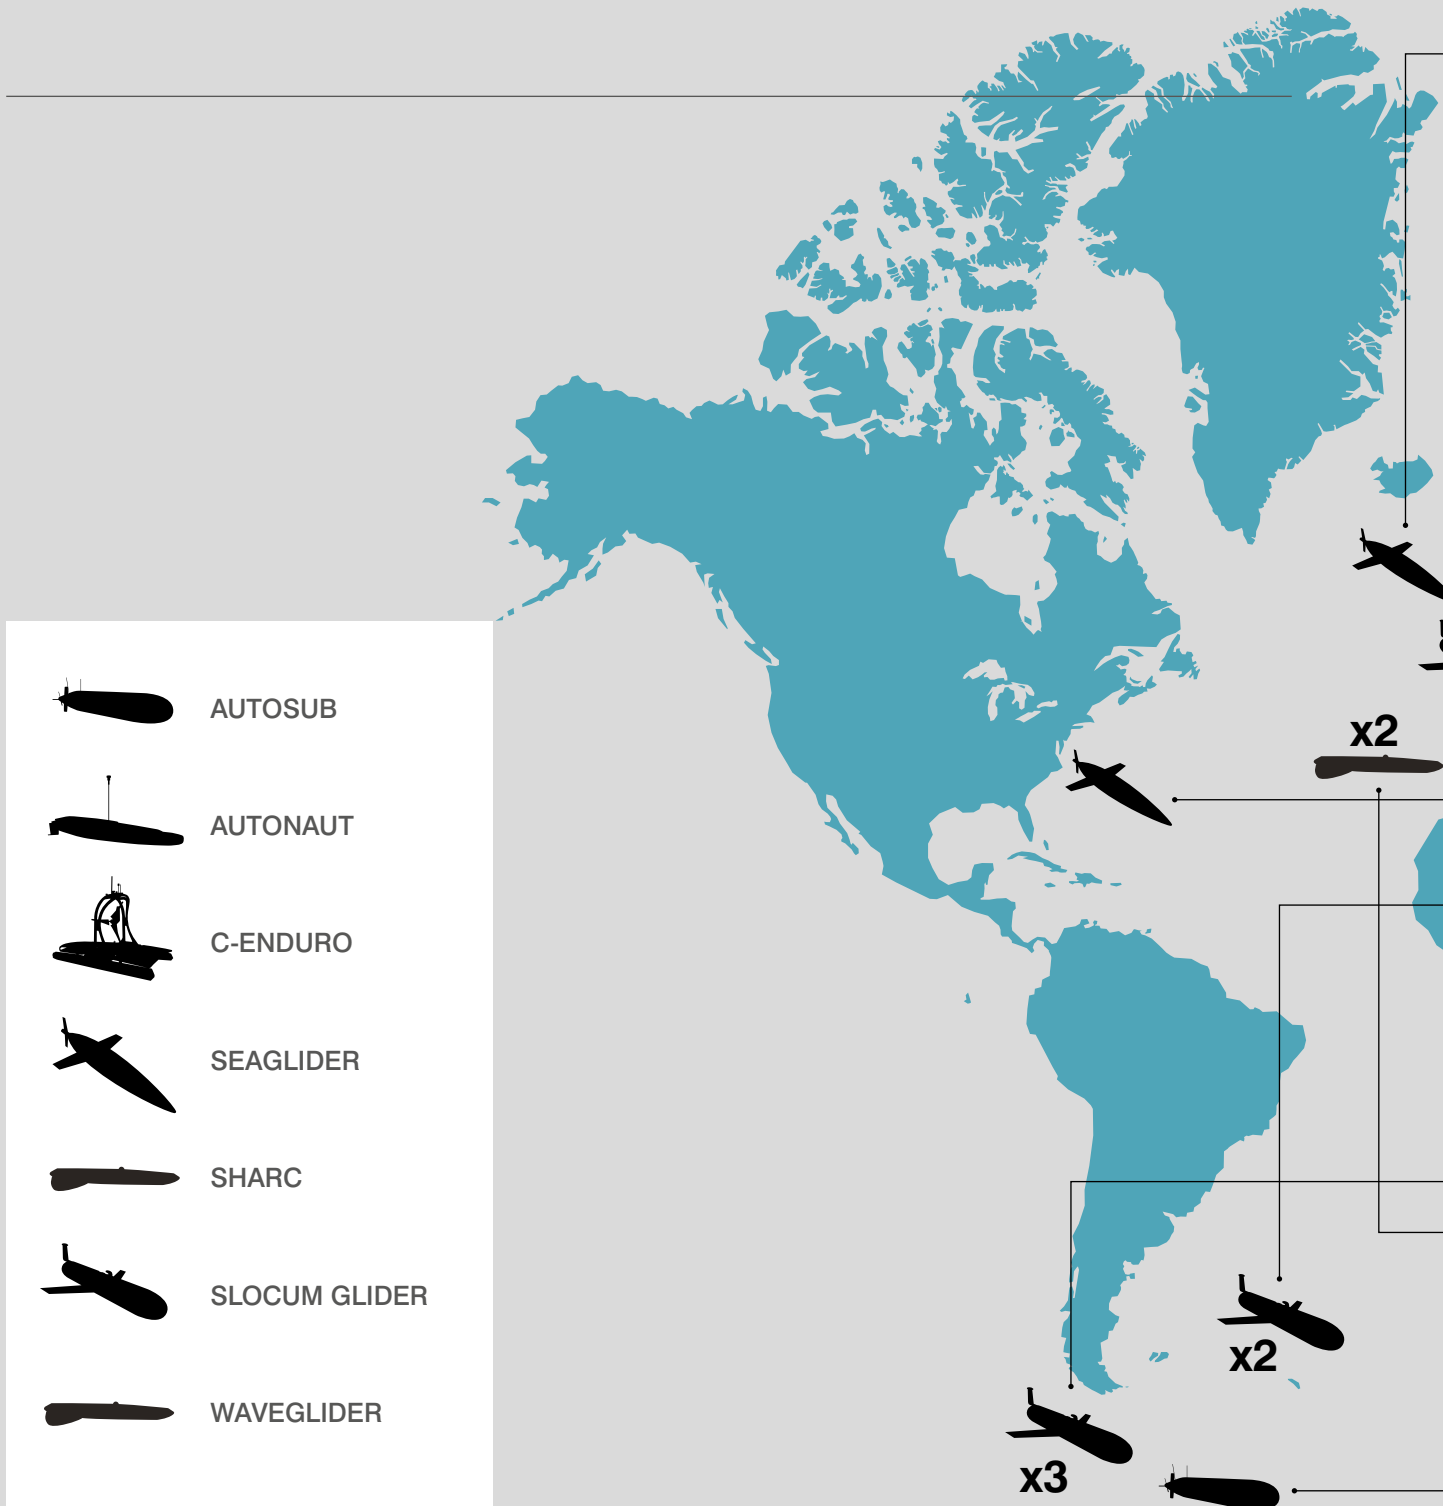 AUTOSUB
AUTONAUT
C-ENDURO
SEAGLIDER
SHARC
SLOCUM GLIDER
WAVEGLIDER
x2
x2
x3